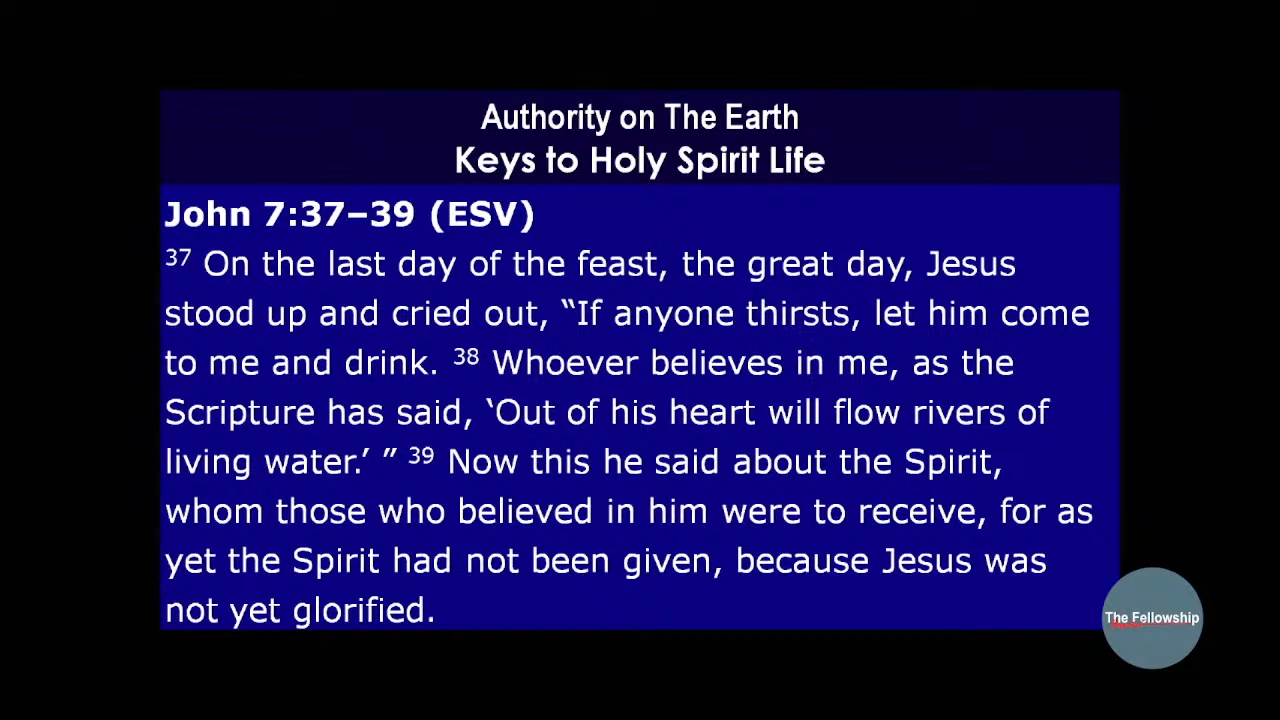 Authority on The Earth
Keys to Holy Spirit Life
John 7:37–39 (ESV)
37 On the last day of the feast, the great day, Jesus
stood up and cried out, “If anyone thirsts, let him come
to me and drink. 38 Whoever believes in me, as the
Scripture has said, ‘Out of his heart will flow rivers of
living water.’ ” 39 Now this he said about the Spirit,
whom those who believed in him were to receive, for as
yet the Spirit had not been given, because Jesus was
not yet glorified.
The Fellowship